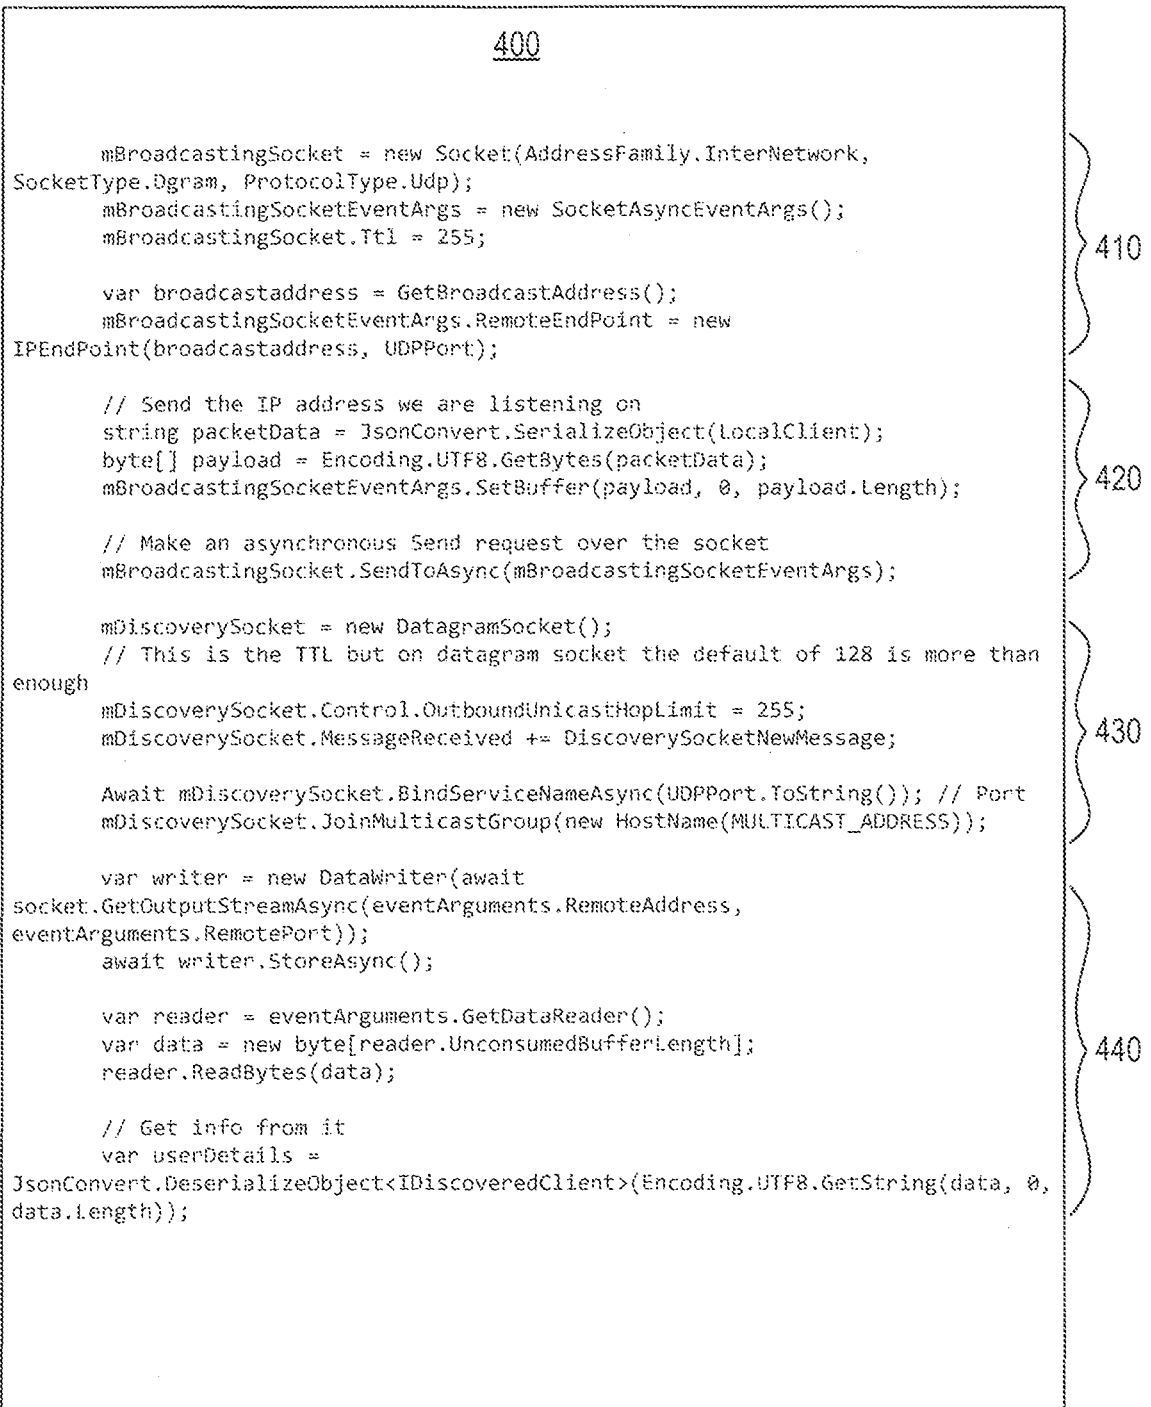 400
mBroadcastingSocket = new Socket(AddressFamily.InterNetwork,
SocketType.Dgram, ProtocolType.Udp);
mBroadcastingSocketEventArgs = new SocketAsyncEventArgs();
mBroadcastingSocket.Ttl = 255;
410
var broadcastaddress = GetBroadcastAddress();
mBroadcastingSocketEventArgs.RemoteEndPoint = new
IPEndPoint(broadcastaddress, UDPPort);
// Send the IP address we are listening on
string packetData = JsonConvert.SerializeObject(LocalClient);
byte[] payload = Encoding.UTF8.GetBytes(packetData);
mBroadcastingSocketEventArgs.SetBuffer(payload, 0, payload.Length);
420
// Make an asynchronous Send request over the socket
mBroadcastingSocket.SendToAsync(mBroadcastingSocketEventArgs);
mDiscoverySocket = new DatagramSocket();
// This is the TTL but on datagram socket the default of 128 is more than
enough
mDiscoverySocket.Control.OutboundUnicastHopLimit = 255;
mDiscoverySocket.MessageReceived += DiscoverySocketNewMessage;
430
Await mDiscoverySocket.BindServiceNameAsync(UDPPort.ToString()); // Port
mDiscoverySocket.JoinMulticastGroup(new HostName(MULTICAST_ADDRESS));
var writer = new DataWriter(await
socket.GetOutputStreamAsync(eventArguments.RemoteAddress,
eventArguments.RemotePort));
await writer.StoreAsync();
var reader = eventArguments.GetDataReader();
var data = new byte[reader.UnconsumedBufferLength];
440
reader.ReadBytes(data);
// Get info from it
var userDetails =
JsonConvert.DeserializeObject<IDiscoveredClient>(Encoding.UTF8.GetString(data, 0,
data.Length));